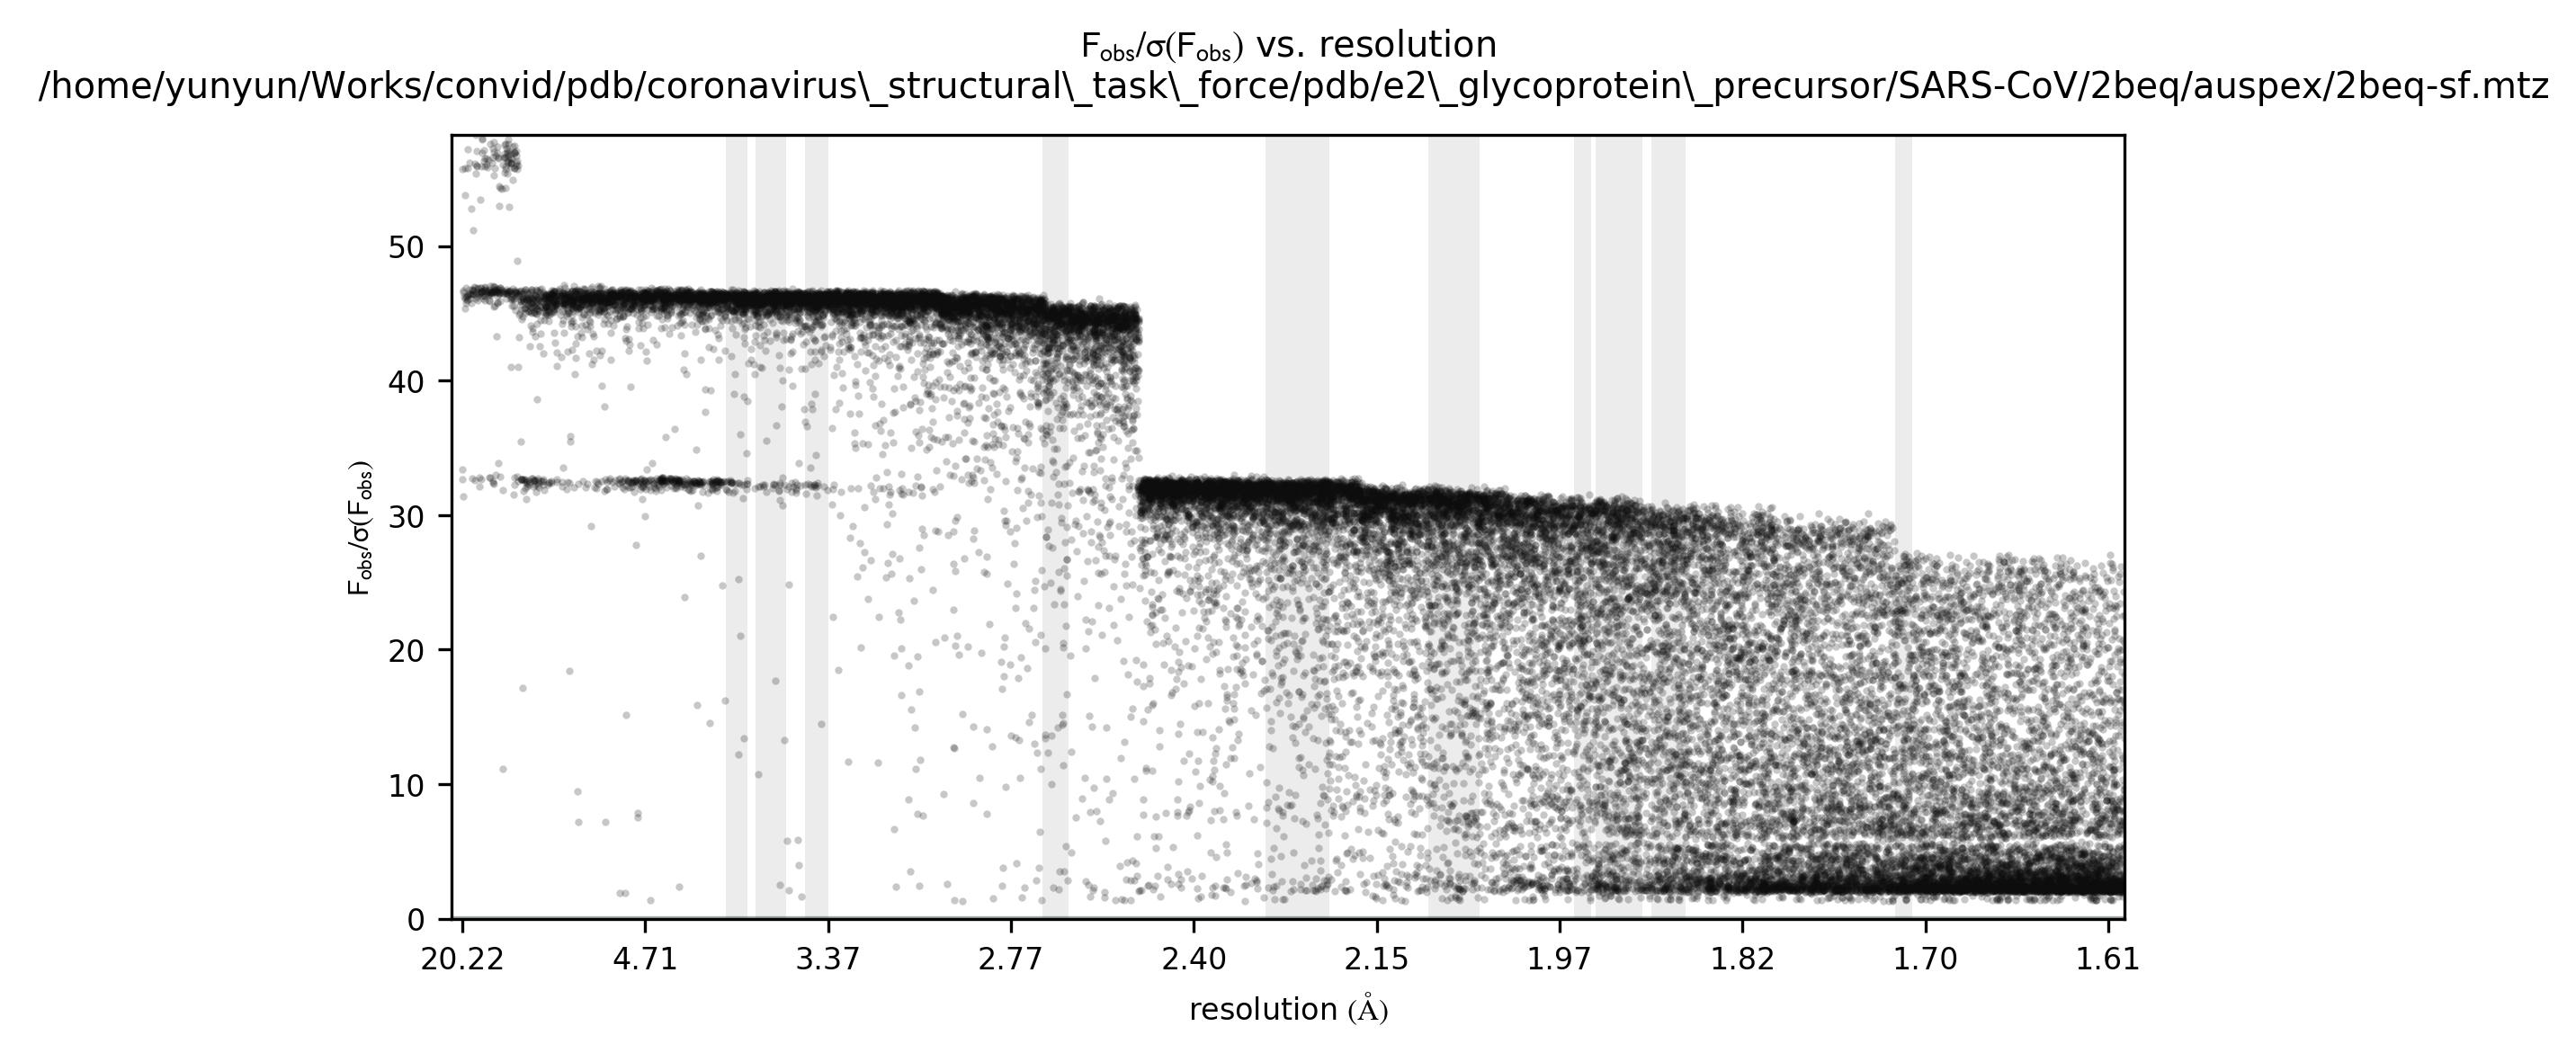 Fobs/σ(Fobs) vs. resolution
/home/yunyun/Works/convid/pdb/coronavirus\_structural\_task\_force/pdb/e2\_glycoprotein\_precursor/SARS-CoV/2beq/auspex/2beq-sf.mtz
Fobs/σ(Fobs)
50
40
30
20
10
0
20.22 4.71 3.37 2.77 2.40 2.15 1.97 1.82 1.70 1.61
resolution (Å)